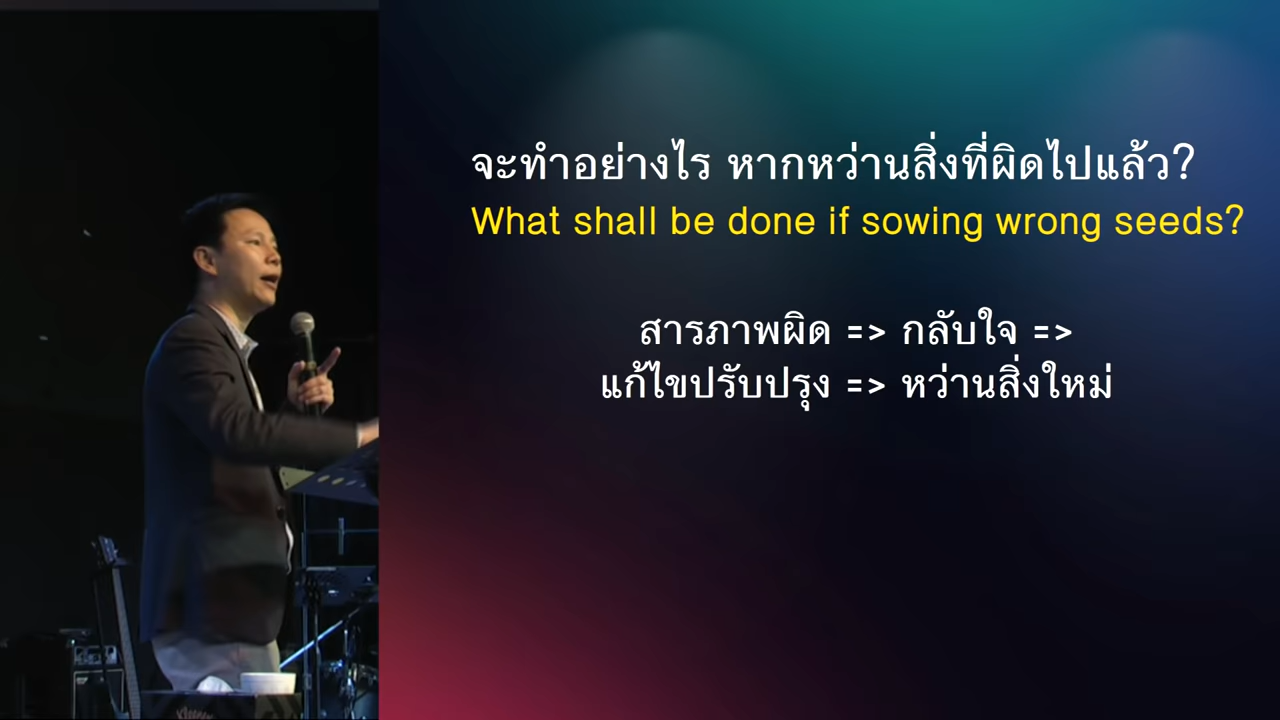 จะทำอย่างไร หากหว่านสิ่งที่ผิดไปแล้ว?
What shall be done if sowing wrong seeds?
สารภาพผิด => กลับใจ =>
แก้ไขปรับปรุง => หว่านสิ่งใหม่